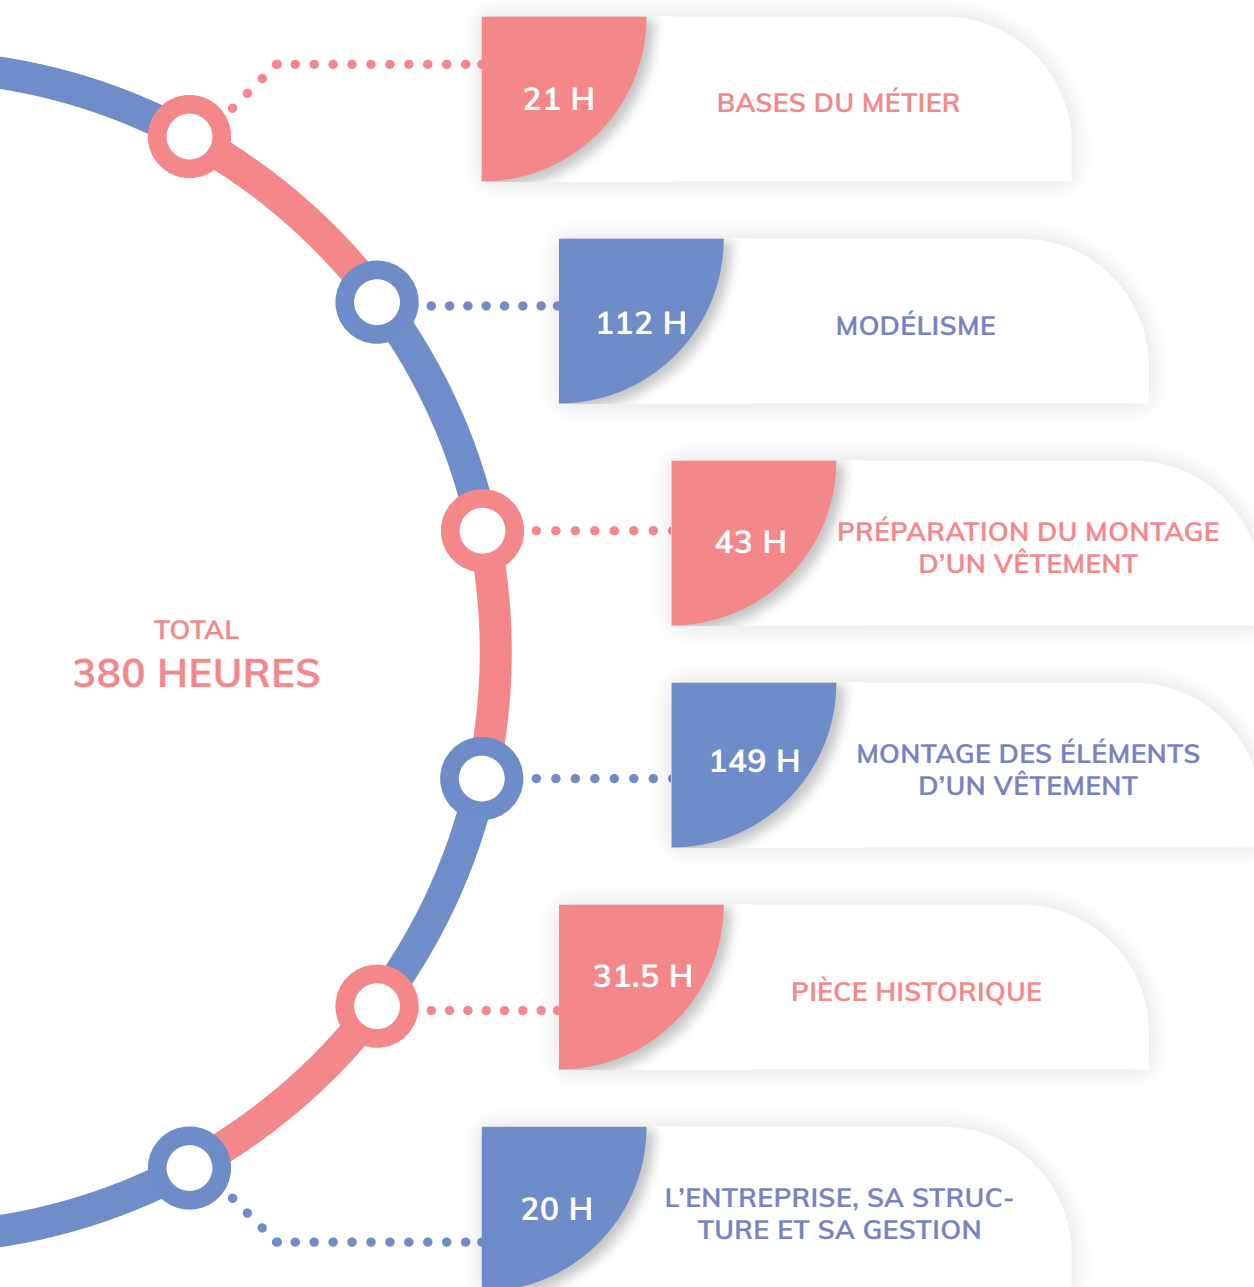 21 H
BASES DU MÉTIER
112 H
MODÉLISME
43 H
PRÉPARATION DU MONTAGE
D’UN VÊTEMENT
TOTAL
380 HEURES
149 H
MONTAGE DES ÉLÉMENTS
D’UN VÊTEMENT
31.5 H
PIÈCE HISTORIQUE
20 H
L’ENTREPRISE, SA STRUC-
TURE ET SA GESTION